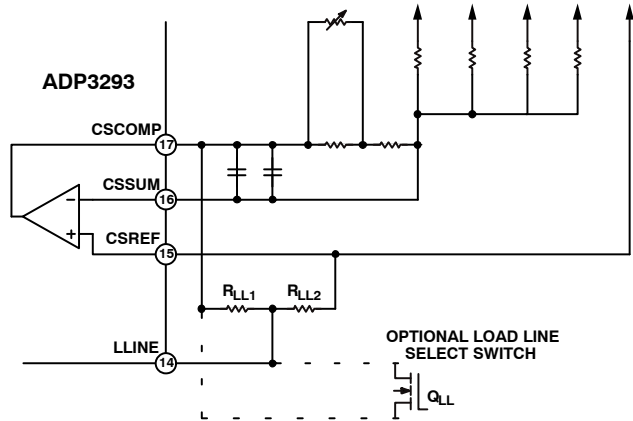 ADP3293
CSCOMP
17
CSSUM
16
–
+
CSREF
15
RLL1
RLL2
OPTIONAL LOAD LINE
SELECT SWITCH
LLINE
14
QLL